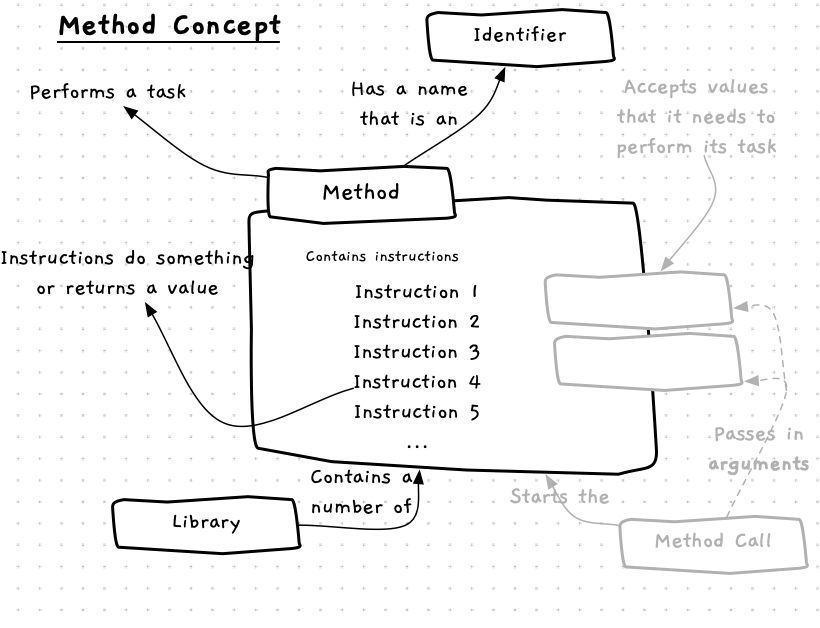 Method Concept
Identifier
Performs a task
Has a name
that is an
Accepts values
that it needs to
perform its task
Method
Instructions do something
or returns a value
Contains instructions
Instruction 1
Instruction 2
Instruction 3
Instruction 4
Instruction 5
...
Passes in
arguments
Contains a
number of
Starts the
Library
Method Call